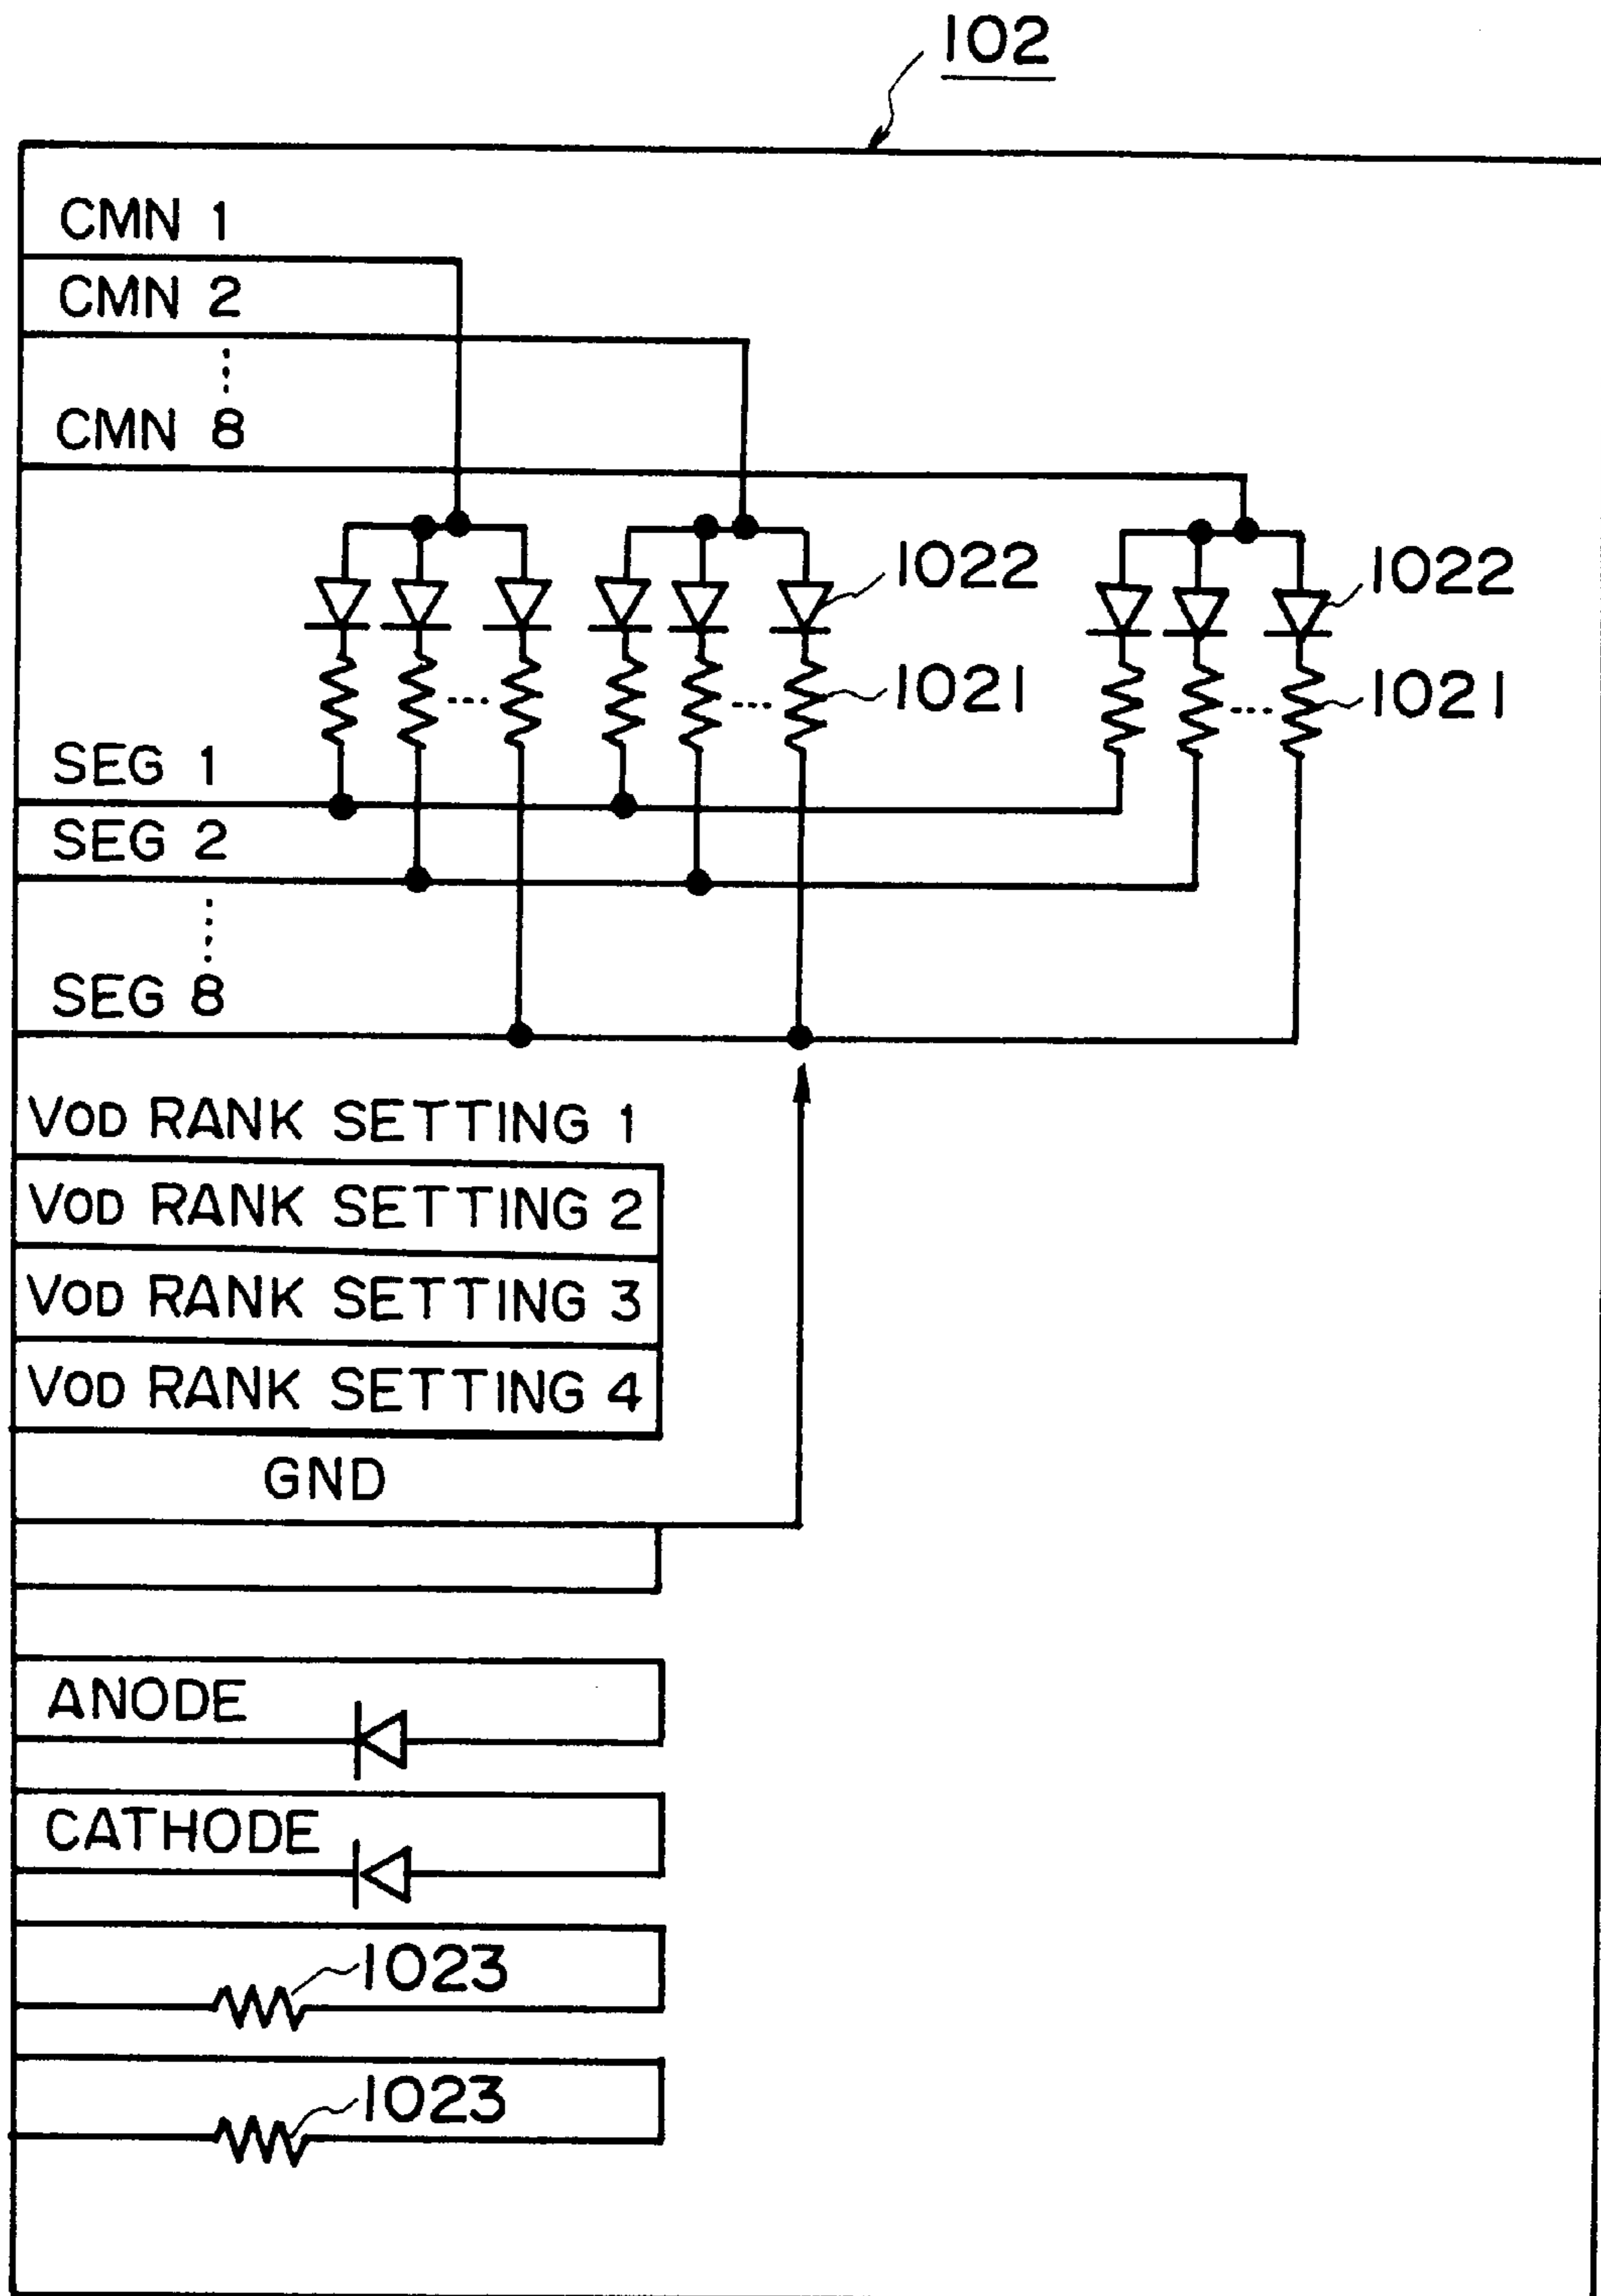 102
CMN 1
CMN 2
CMN 8
1022
1022
1021
1021
SEG 1
SEG 2
SEG 8
VOD RANK SETTING 1
VOD RANK SETTING 2
VOD RANK SETTING 3
VOD RANK SETTING 4
GND
ANODE
CATHODE
1023
1023